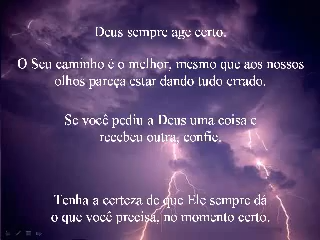 Deus sempre age certo.
O Seu caminho é o melhor, mesmo que aos nossos
olhos pareça estar dando tudo errado.
Se você pediu a Deus uma coisa e
recebeu outra, confie.
Tenha a certeza de que Ele sempre dá
o que você precisa, no momento certo.